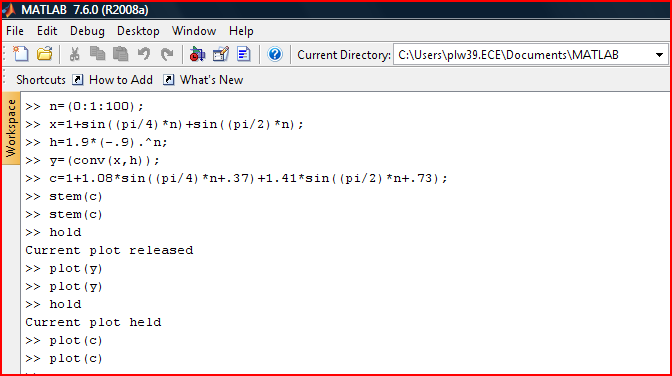 MATLAB 7.6.0 (R2008a)
File Edit Debug Desktop Window Help
Current Directory: C:\Users\plw39.ECE\Documents\MATLAB
Shortcuts How to Add What's New
Workspace
>> n=(0:1:100);
>> x=1+sin((pi/4)*n)+sin((pi/2)*n);
>> h=1.9*(-.9).^n;
>> y=(conv(x,h));
>> c=1+1.08*sin((pi/4)*n+.37)+1.41*sin((pi/2)*n+.73);
>> stem(c)
>> stem(c)
>> hold
Current plot released
>> plot(y)
>> plot(y)
>> hold
Current plot held
>> plot(c)
>> plot(c)